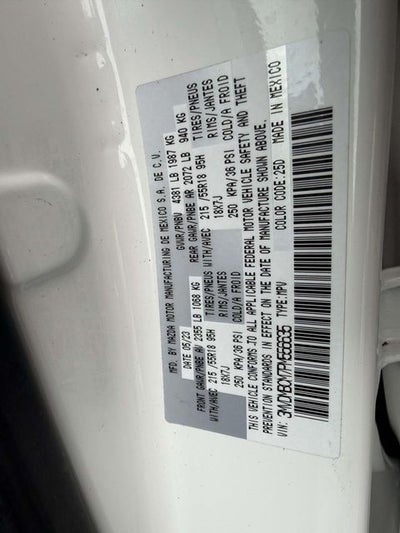 MFD. BY MAZDA MOTOR MANUFACTURING DE MEXICO S.A. DE C.V.
DATE: 05/23 GVWR/PNBV 4381 LB 1987 KG
FRONT GAWR/PNBE AV 2355 LB 1068 KG REAR GAWR/PNBE AR 2072 LB 940 KG
WITH/AVEC TIRES/PNEUS 215 /55R18 95H WITH/AVEC TIRES/PNEUS 215 /55R18 95H
RIMS/JANTES 18X7J RIMS/JANTES 18X7J
COLD/A FROID 250 KPA/36 PSI COLD/A FROID 250 KPA/36 PSI
THIS VEHICLE CONFORMS TO ALL APPLICABLE FEDERAL MOTOR VEHICLE SAFETY AND THEFT
PREVENTION STANDARDS IN EFFECT ON THE DATE OF MANUFACTURE SHOWN ABOVE.
VIN: TYPE: MPV COLOR CODE: 25D MADE IN MEXICO